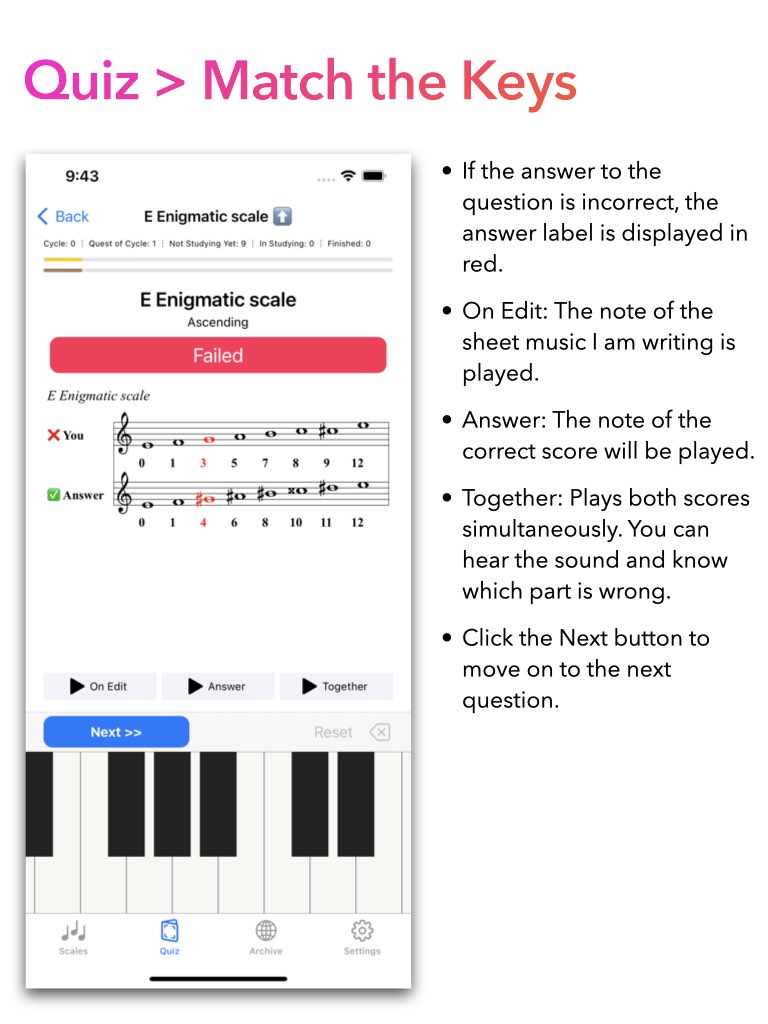 Quiz > Match the Keys
9:43
Back
E Enigmatic scale ⬆️
Cycle: 0 | Quest of Cycle: 1 | Not Studying Yet: 9 | In Studying: 0 | Finished: 0
E Enigmatic scale
Ascending
Failed
E Enigmatic scale
❌ You
0 1 3 5 7 8 9 12
✅ Answer
0 1 4 6 8 10 11 12
On Edit
Answer
Together
Next >>
Reset
Scales
Quiz
Archive
Settings
• If the answer to the
question is incorrect, the
answer label is displayed in
red.
• On Edit: The note of the
sheet music I am writing is
played.
• Answer: The note of the
correct score will be played.
• Together: Plays both scores
simultaneously. You can
hear the sound and know
which part is wrong.
• Click the Next button to
move on to the next
question.